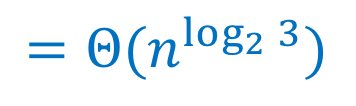 = Θ(n^{log₂ 3})